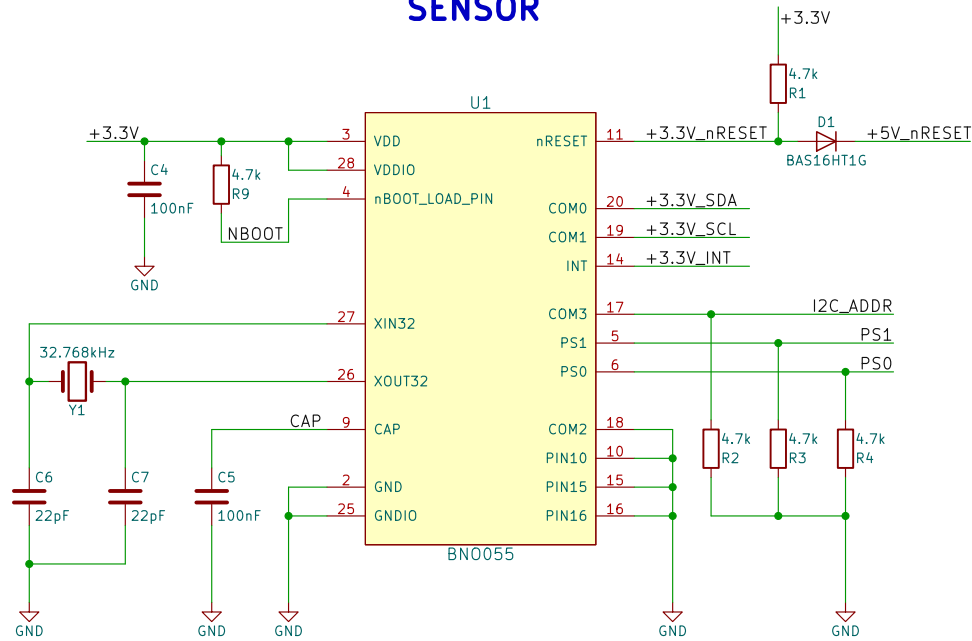 SENSOR
+3.3V
4.7k
R1
U1
+3.3V
3 VDD
nRESET 11 +3.3V_nRESET
D1
BAS16HT1G
+5V_nRESET
28 VDDIO
C4
100nF
4.7k
R9
4 nBOOT_LOAD_PIN
NBOOT
COM0 20 +3.3V_SDA
COM1 19 +3.3V_SCL
INT 14 +3.3V_INT
GND
COM3 17 I2C_ADDR
27 XIN32
PS1 5 PS1
32.768kHz
Y1
PS0 6 PS0
26 XOUT32
CAP 9 CAP
COM2 18
4.7k
R2
4.7k
R3
4.7k
R4
PIN10 10
C6
22pF
C7
22pF
C5
100nF
2 GND
PIN15 15
25 GNDIO
PIN16 16
BNO055
GND
GND
GND
GND
GND